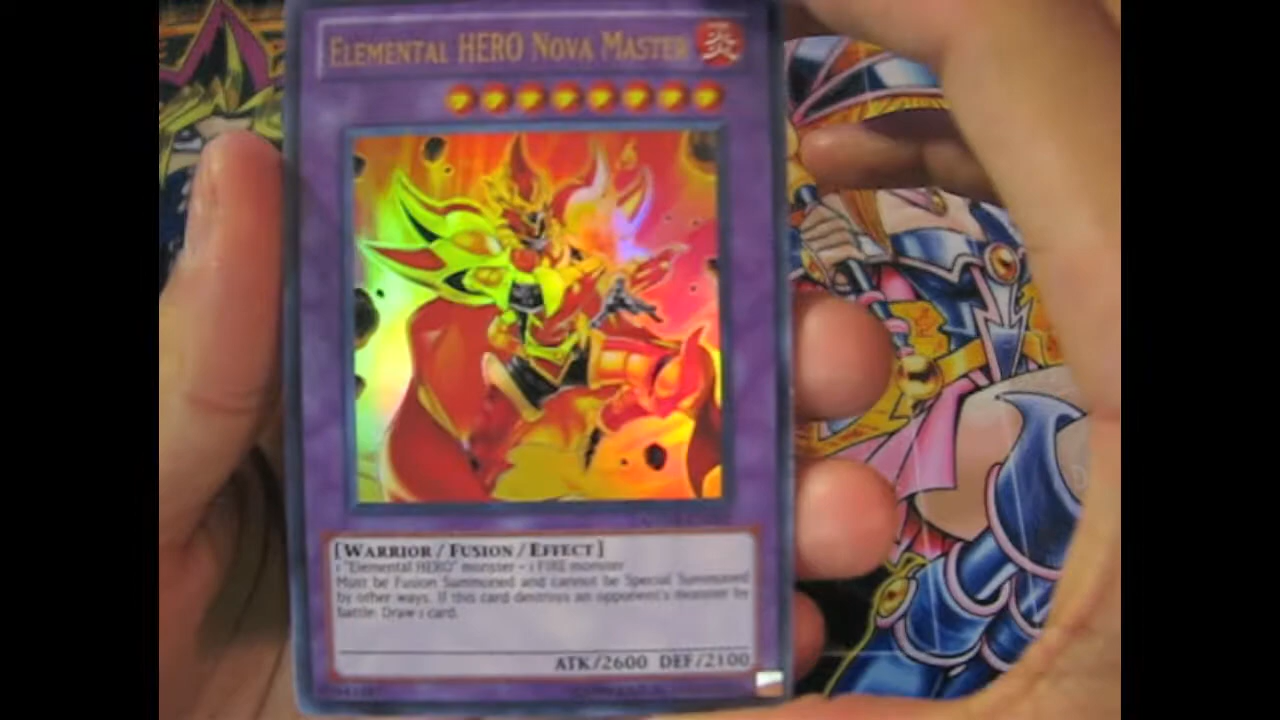 ELEMENTAL HERO NOVA MASTER 炎
[WARRIOR / FUSION / EFFECT]
1 "Elemental HERO" monster + 1 FIRE monster
Must be Fusion Summoned and cannot be Special Summoned
by other ways. If this card destroys an opponent's monster by
battle: Draw 1 card.
ATK/2600 DEF/2100